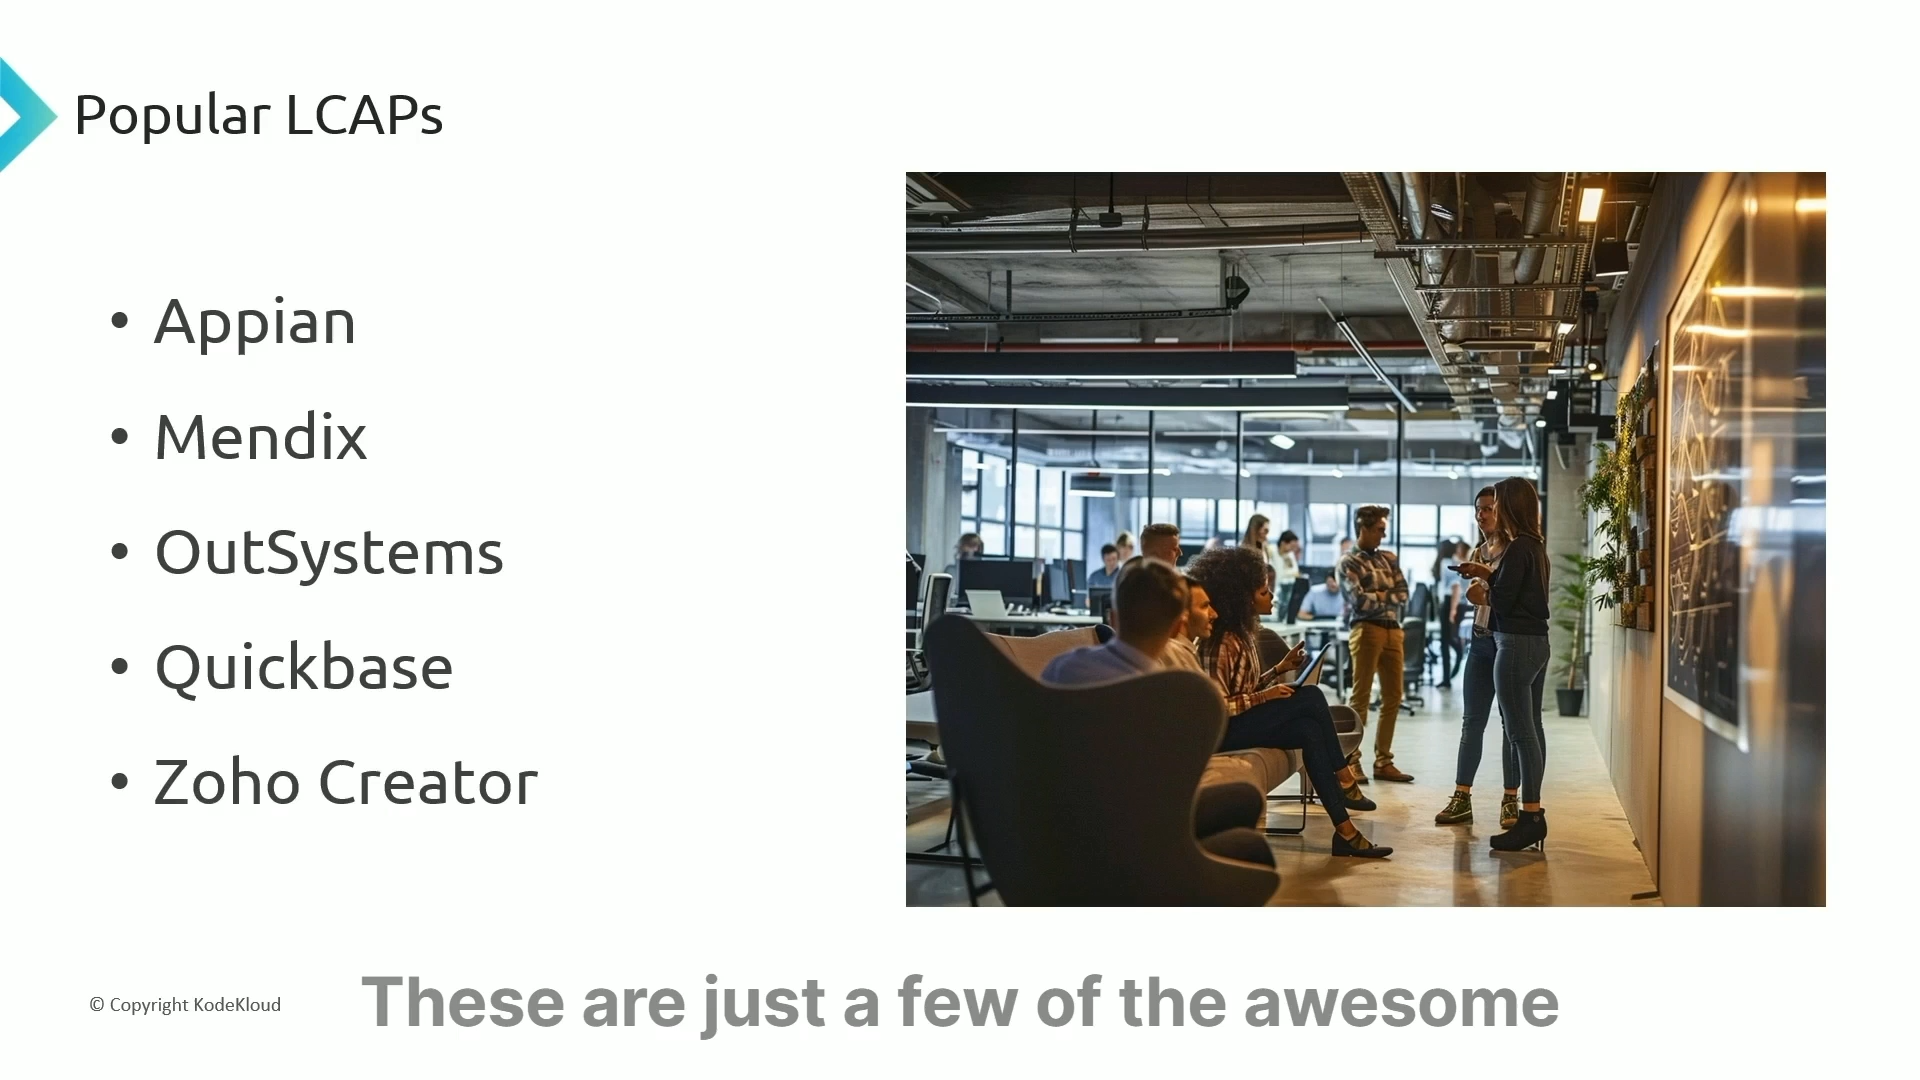 Popular LCAPs
• Appian
• Mendix
• OutSystems
• Quickbase
• Zoho Creator
© Copyright KodeKloud
These are just a few of the awesome